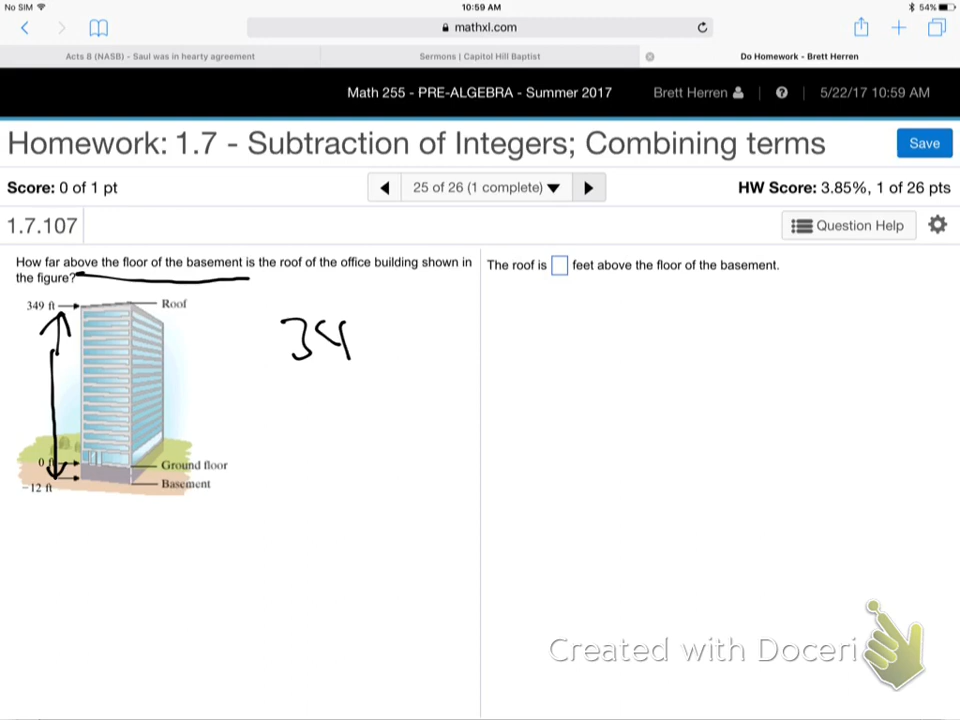 No SIM 10:59 AM 54%
mathxl.com
Acts 8 (NASB) - Saul was in hearty agreement Sermons | Capitol Hill Baptist Do Homework - Brett Herren
Math 255 - PRE-ALGEBRA - Summer 2017 Brett Herren | ? | 5/22/17 10:59 AM
Homework: 1.7 - Subtraction of Integers; Combining terms Save
Score: 0 of 1 pt 25 of 26 (1 complete) HW Score: 3.85%, 1 of 26 pts
1.7.107 Question Help
How far above the floor of the basement is the roof of the office building shown in
the figure?
349 ft Roof
34
0 ft Ground floor
-12 ft Basement
The roof is feet above the floor of the basement.
Created with Doceri